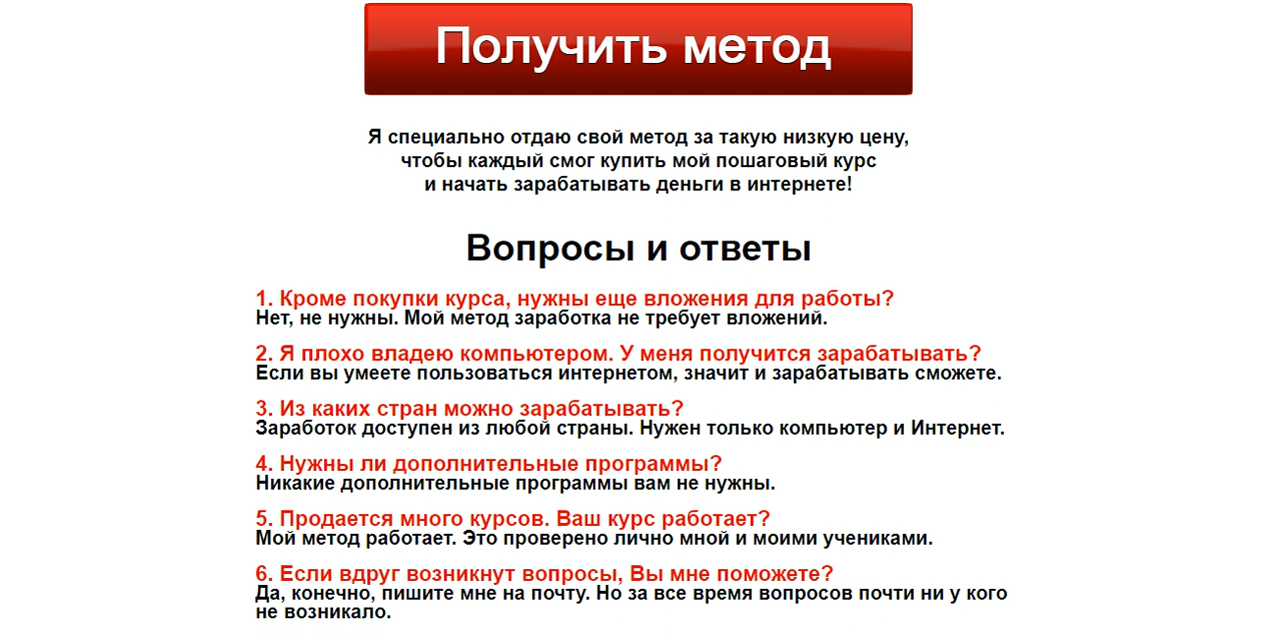 Получить метод
Я специально отдаю свой метод за такую низкую цену,
чтобы каждый смог купить мой пошаговый курс
и начать зарабатывать деньги в интернете!
Вопросы и ответы
1. Кроме покупки курса, нужны еще вложения для работы?
Нет, не нужны. Мой метод заработка не требует вложений.
2. Я плохо владею компьютером. У меня получится зарабатывать?
Если вы умеете пользоваться интернетом, значит и зарабатывать сможете.
3. Из каких стран можно зарабатывать?
Заработок доступен из любой страны. Нужен только компьютер и Интернет.
4. Нужны ли дополнительные программы?
Никакие дополнительные программы вам не нужны.
5. Продается много курсов. Ваш курс работает?
Мой метод работает. Это проверено лично мной и моими учениками.
6. Если вдруг возникнут вопросы, Вы мне поможете?
Да, конечно, пишите мне на почту. Но за все время вопросов почти ни у кого
не возникало.